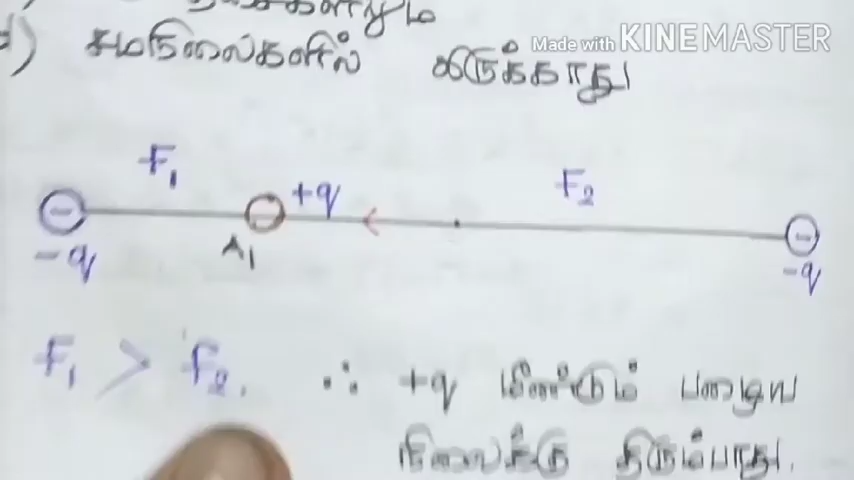 Made with KINEMASTER
சமநிலைகளில் இருக்காது
F₁ F₂
+q
A₁
-q -q
F₁ > F₂. ∴ +q மீண்டும் பழைய
நிலைக்கு திரும்பாது.